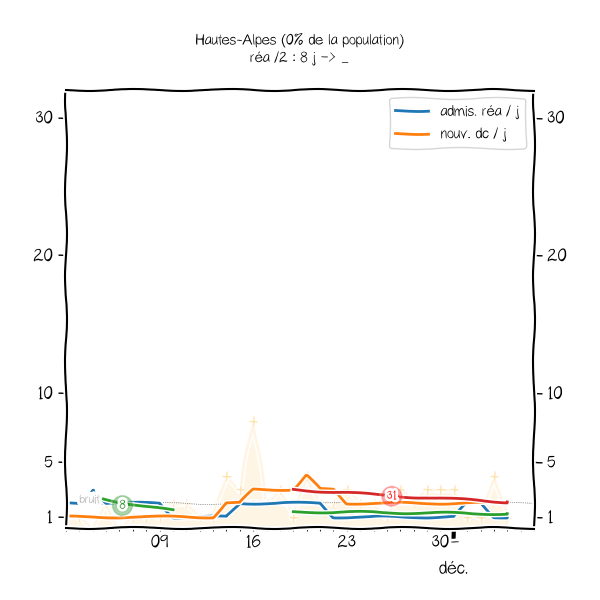 Hautes-Alpes (0% de la population)
réa /2 : 8 j -> _
admis. réa / j
nouv. dc / j
30
30
20
20
10
10
5
5
1
1
bruit
8
31
09
16
23
30
déc.